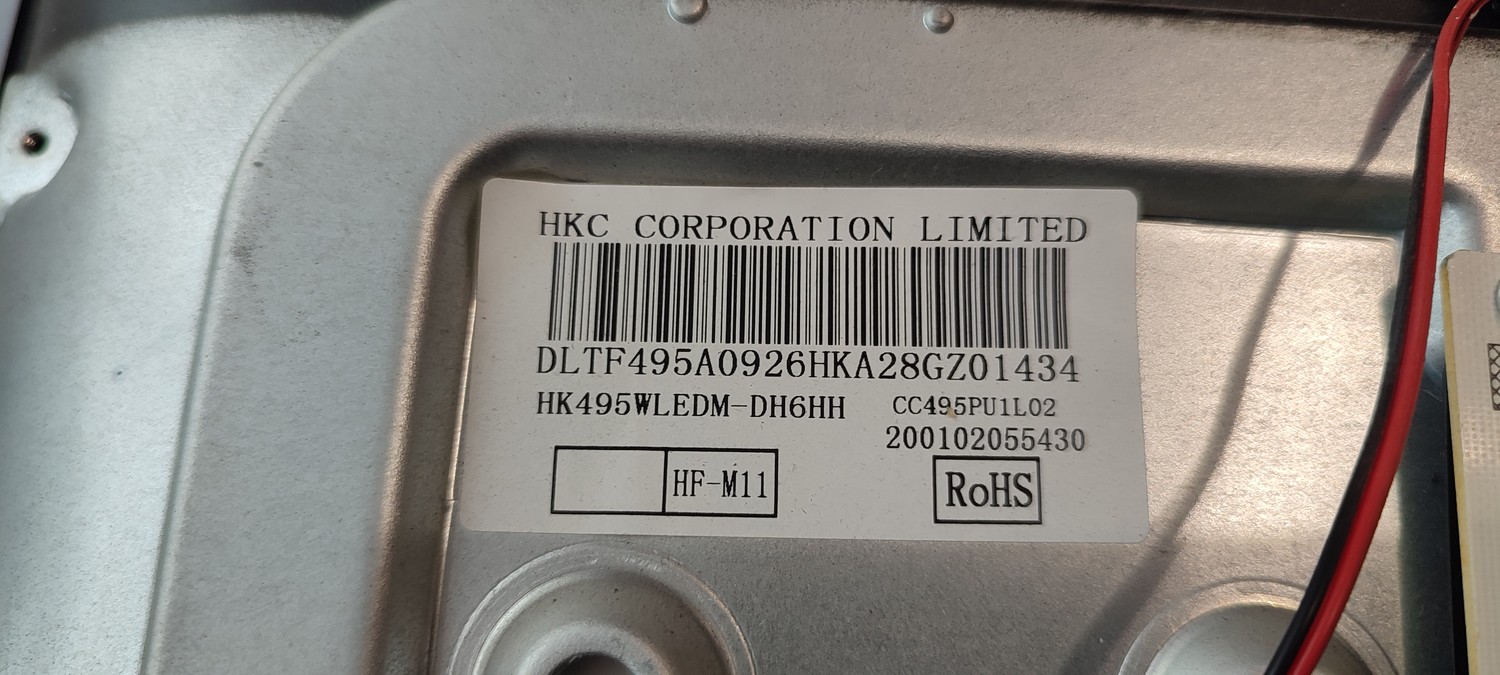 HKC CORPORATION LIMITED
DLTF495A0926HKA28GZ01434
HK495WLEDM-DH6HH CC495PU1L02
200102055430
HF-M11 RoHS